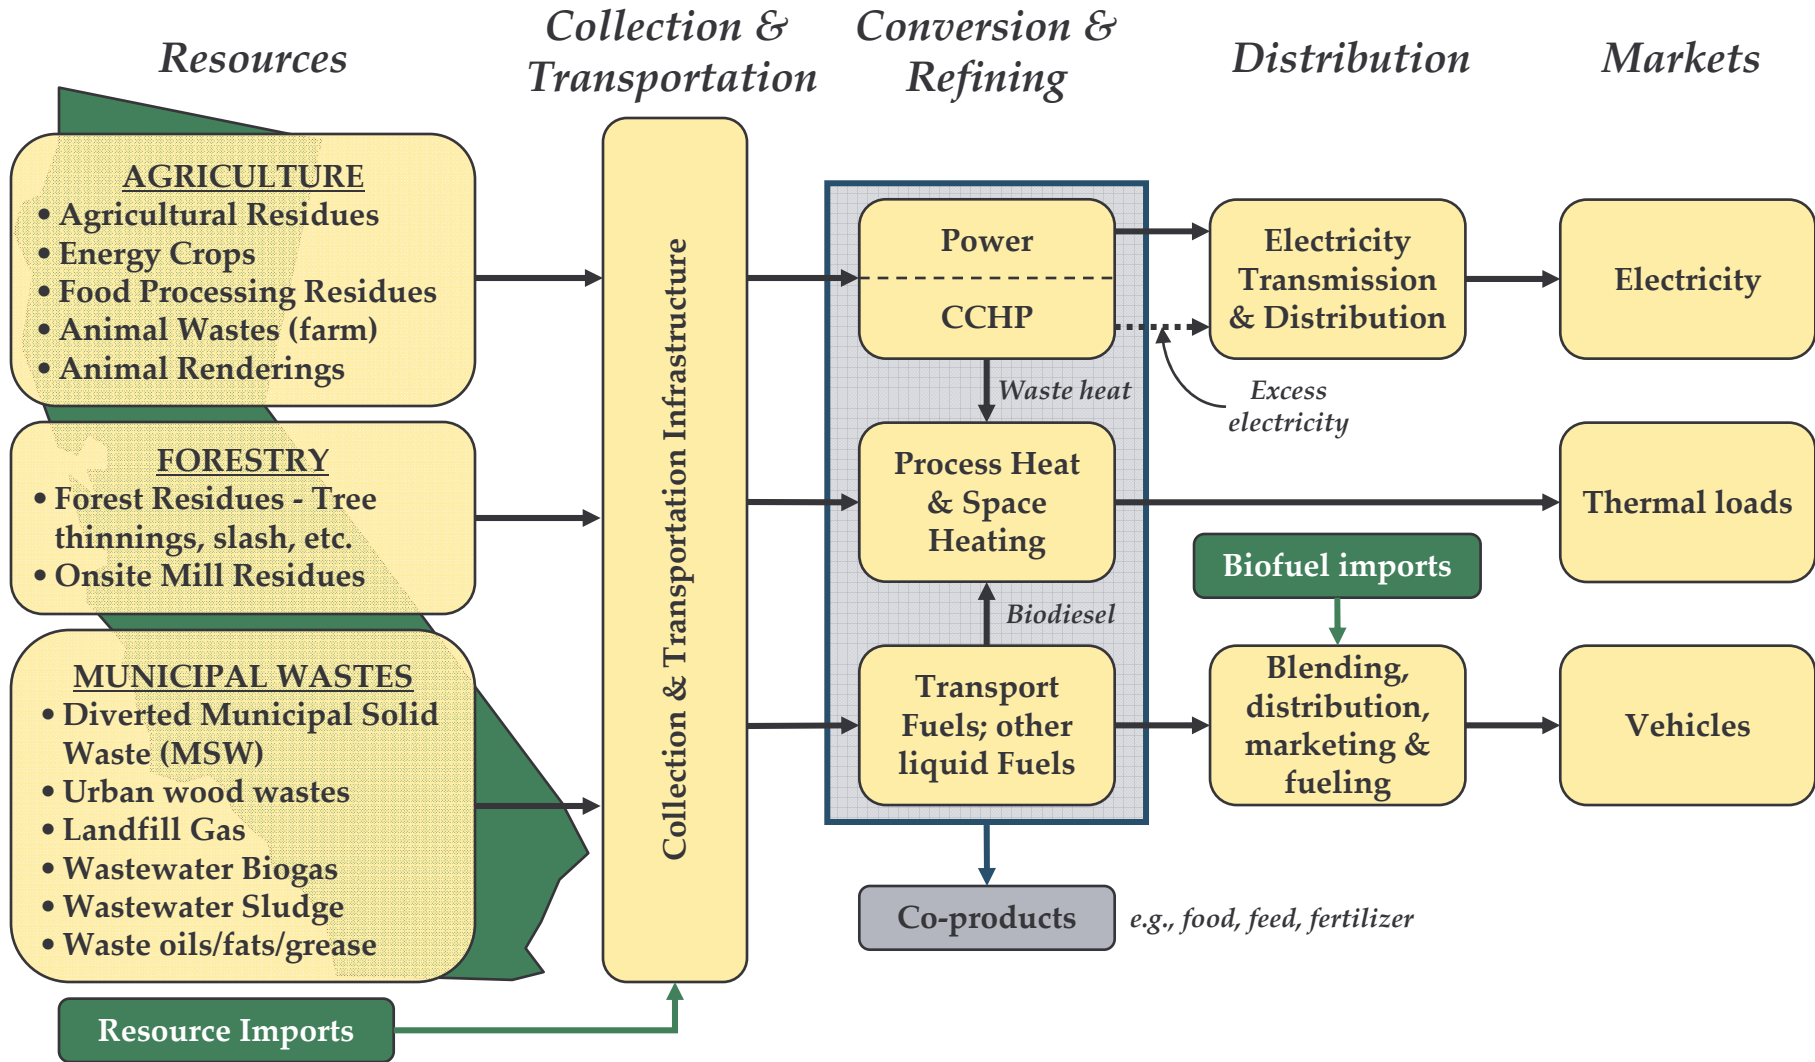 Resources
Collection &
Transportation
Conversion &
Refining
Distribution
Markets
AGRICULTURE
• Agricultural Residues
• Energy Crops
• Food Processing Residues
• Animal Wastes (farm)
• Animal Renderings
FORESTRY
• Forest Residues - Tree
thinnings, slash, etc.
• Onsite Mill Residues
MUNICIPAL WASTES
• Diverted Municipal Solid
Waste (MSW)
• Urban wood wastes
• Landfill Gas
• Wastewater Biogas
• Wastewater Sludge
• Waste oils/fats/grease
Resource Imports
Collection & Transportation Infrastructure
Power
CCHP
Waste heat
Process Heat
& Space
Heating
Biodiesel
Transport
Fuels; other
liquid Fuels
Co-products
e.g., food, feed, fertilizer
Electricity
Transmission
& Distribution
Excess
electricity
Biofuel imports
Blending,
distribution,
marketing &
fueling
Electricity
Thermal loads
Vehicles